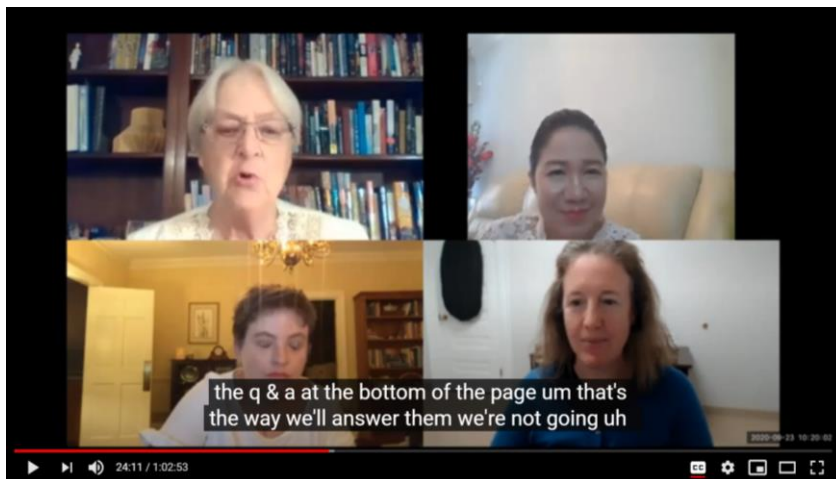 the q & a at the bottom of the page um that's
the way we'll answer them we're not going uh
2020-09-23 10:20:02
24:11 / 1:02:53
CC